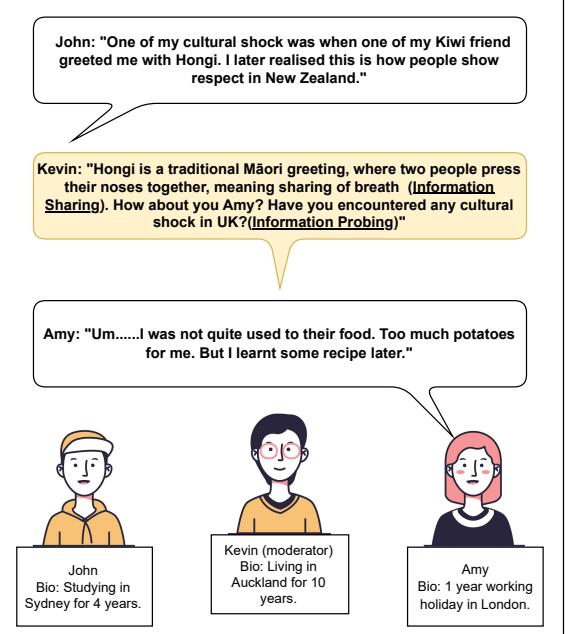 John: "One of my cultural shock was when one of my Kiwi friend
greeted me with Hongi. I later realised this is how people show
respect in New Zealand."
Kevin: "Hongi is a traditional Māori greeting, where two people press
their noses together, meaning sharing of breath (Information
Sharing). How about you Amy? Have you encountered any cultural
shock in UK?(Information Probing)"
Amy: "Um......I was not quite used to their food. Too much potatoes
for me. But I learnt some recipe later."
John
Bio: Studying in
Sydney for 4 years.
Kevin (moderator)
Bio: Living in
Auckland for 10
years.
Amy
Bio: 1 year working
holiday in London.